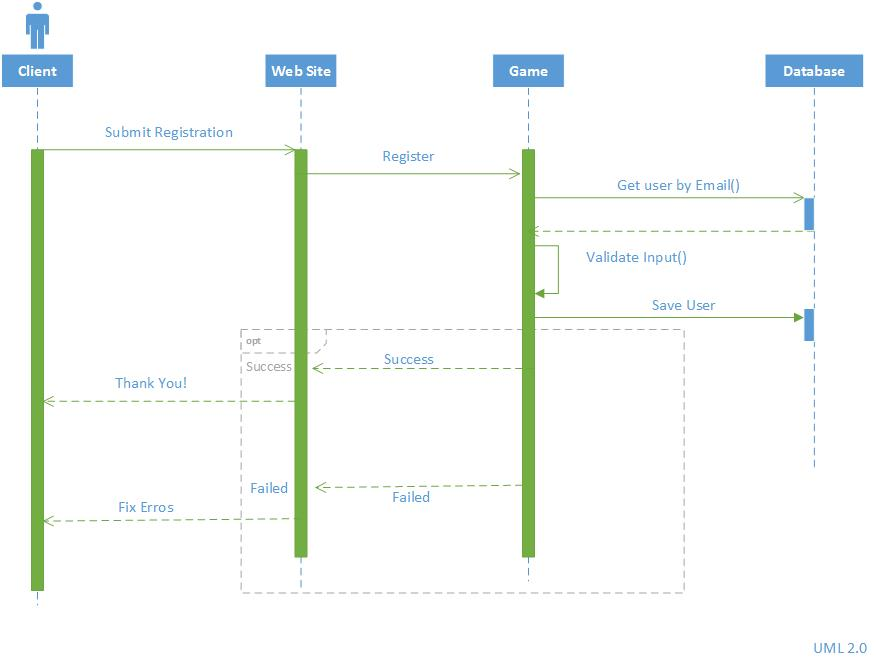 Client
Web Site
Game
Database
Submit Registration
Register
Get user by Email()
Validate Input()
Save User
opt
Success
Success
Thank You!
Failed
Failed
Fix Erros
UML 2.0